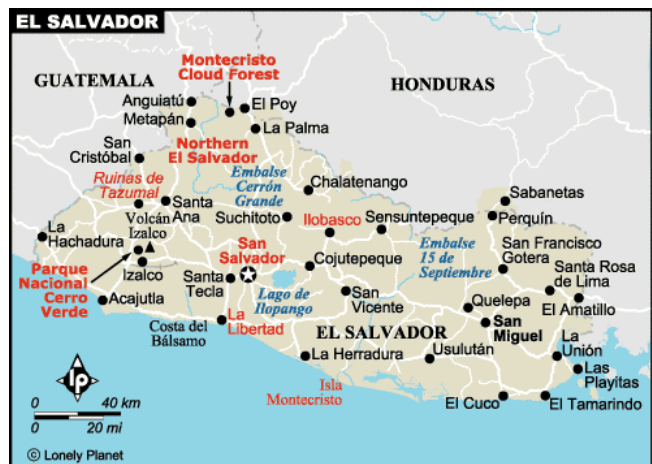 EL SALVADOR
GUATEMALA
Montecristo
Cloud Forest
HONDURAS
Anguiatú
El Poy
Metapán
La Palma
San
Cristóbal
Northern
El Salvador
Ruinas de
Tazumal
Embalse
Cerrón
Grande
Chalatenango
Sabanetas
Santa
Ana
Suchitoto
Ilobasco
Sensuntepeque
Perquín
La
Hachadura
Volcán
Izalco
San
Salvador
Embalse
15 de
Septiembre
San Francisco
Gotera
Parque
Nacional
Cerro
Verde
Izalco
Santa
Tecla
Cojutepeque
Santa Rosa
de Lima
Acajutla
Lago de
Ilopango
San
Vicente
Quelepa
El Amatillo
Costa del
Bálsamo
La
Libertad
EL SALVADOR
San
Miguel
La Herradura
Usulután
La
Unión
Las
Playitas
Isla
Montecristo
El Cuco
El Tamarindo
lp
0 40 km
0 20 mi
© Lonely Planet